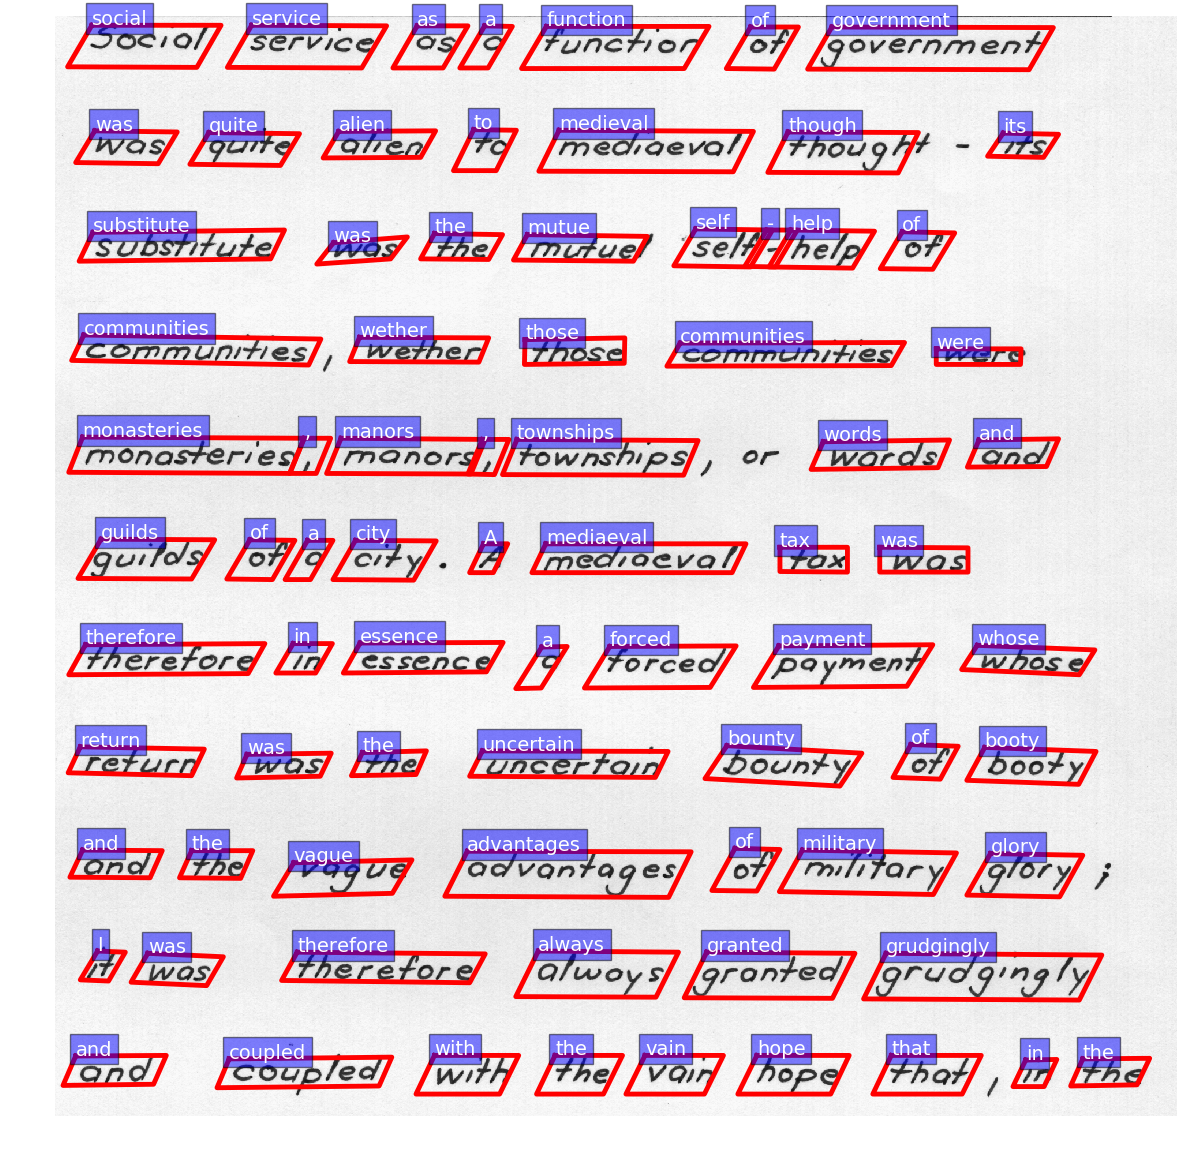 Social service as a function of government
was quite alien to mediaeval thought - its
substitute was the mutuel self-help of
communities, wether those communities were
monasteries, manors, townships, or wards and
guilds of a city. A mediaeval tax was
therefore in essence a forced payment whose
return was the uncertain bounty of booty
and the vague advantages of military glory;
it was therefore always granted grudgingly
and coupled with the vain hope that, in the